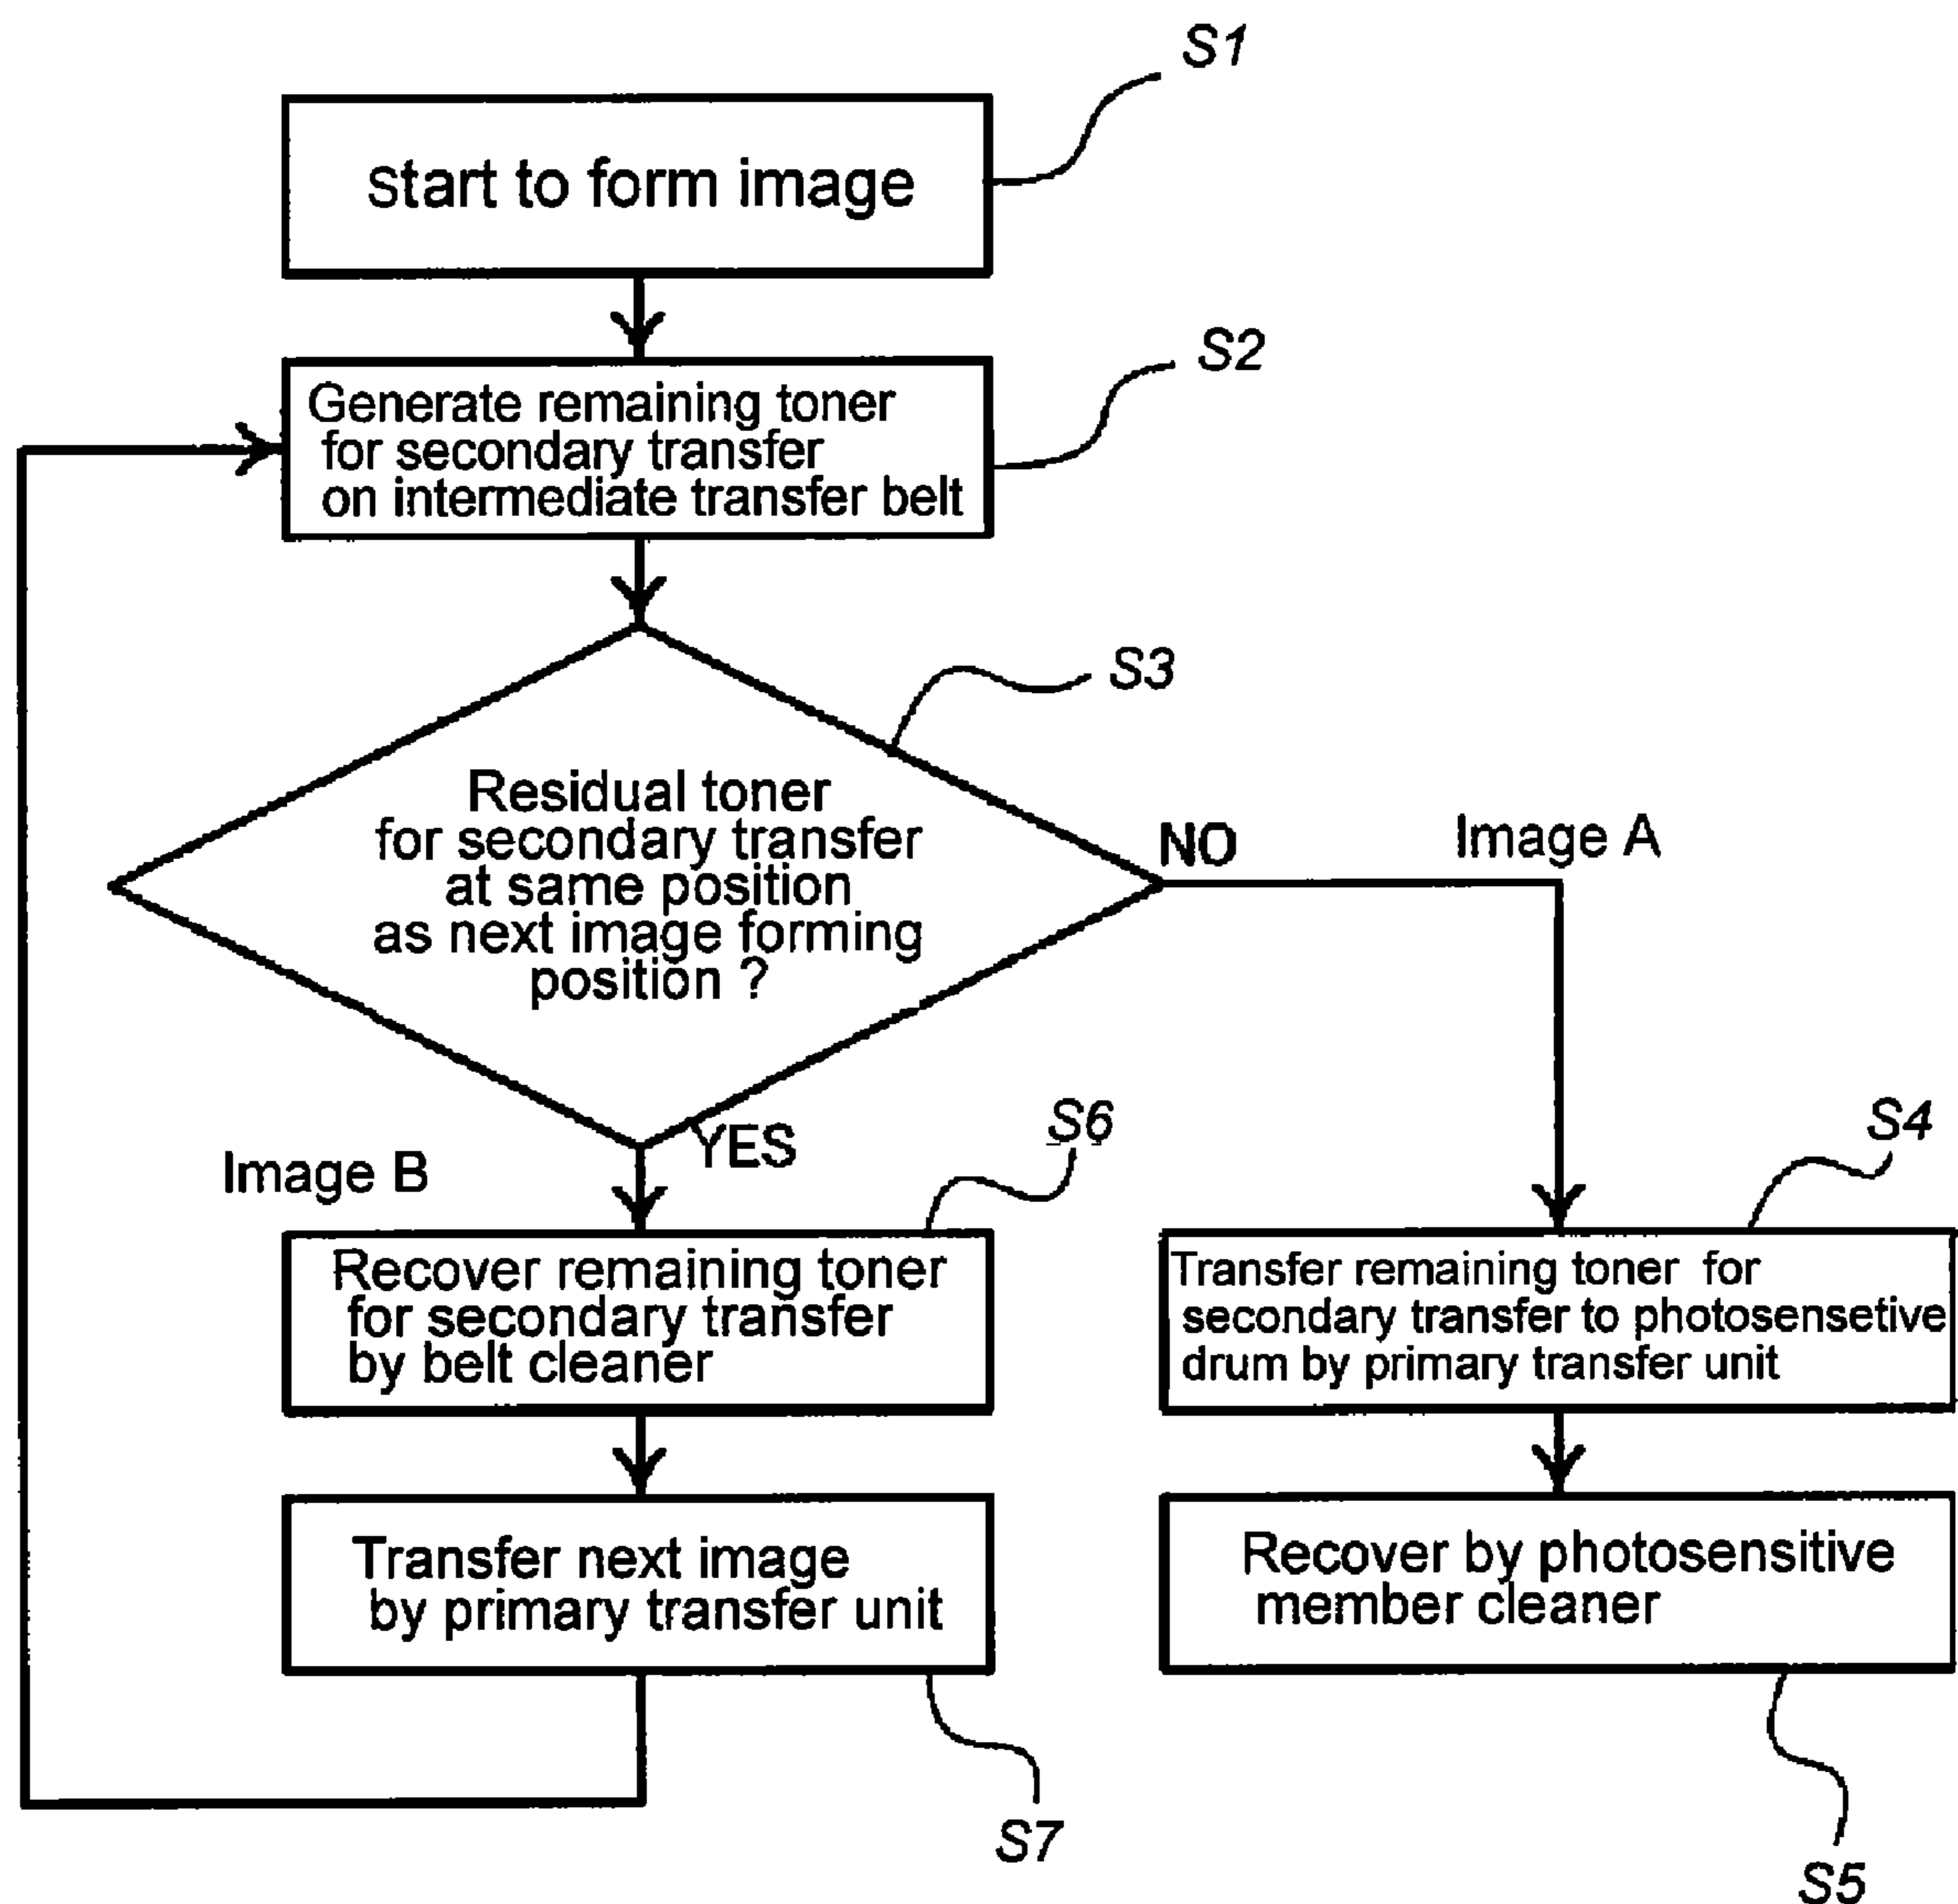 S1
start to form image
S2
Generate remaining toner
for secondary transfer
on intermediate transfer belt
S3
Residual toner
for secondary transfer
at same position
as next image forming
position ?
NO
Image A
YES
Image B
S6
Recover remaining toner
for secondary transfer
by belt cleaner
S4
Transfer remaining toner for
secondary transfer to photosensetive
drum by primary transfer unit
Transfer next image
by primary transfer unit
S7
Recover by photosensitive
member cleaner
S5